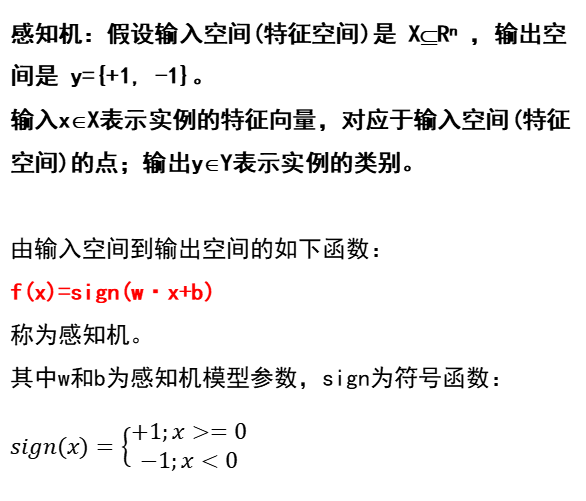 感知机：假设输入空间(特征空间)是 X⊆Rⁿ ，输出空
间是 y={+1, -1}。
输入x∈X表示实例的特征向量，对应于输入空间(特征
空间)的点；输出y∈Y表示实例的类别。
由输入空间到输出空间的如下函数：
f(x)=sign(w·x+b)
称为感知机。
其中w和b为感知机模型参数，sign为符号函数：
sign(x) = {+1; x >= 0
−1; x < 0